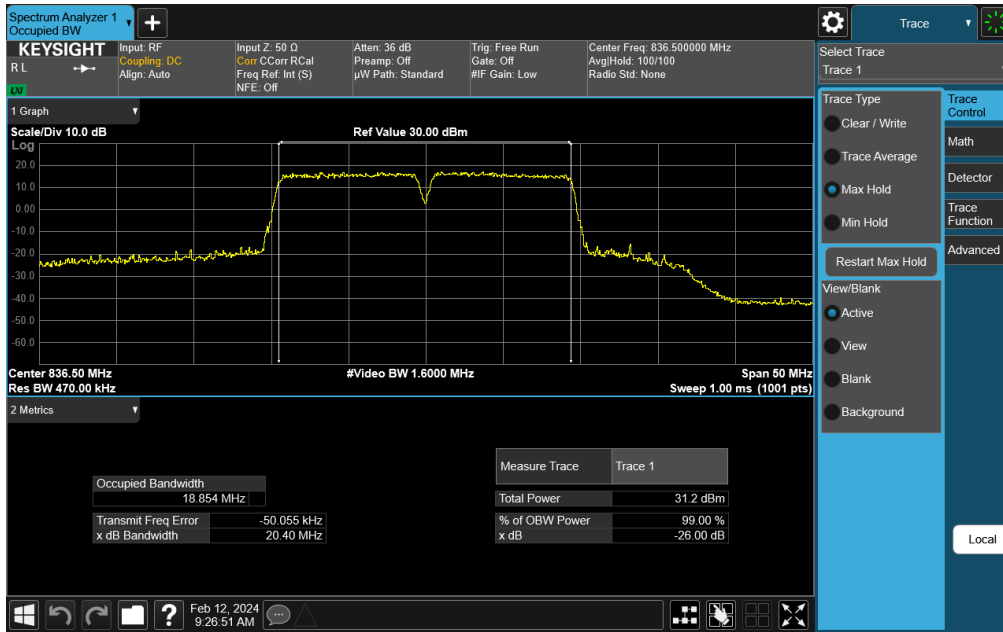 Spectrum Analyzer 1
Occupied BW
Trace
KEYSIGHT
R L
LXI
Input: RF
Coupling: DC
Align: Auto
Input Z: 50 Ω
Corr CCorr RCal
Freq Ref: Int (S)
NFE: Off
Atten: 36 dB
Preamp: Off
µW Path: Standard
Trig: Free Run
Gate: Off
#IF Gain: Low
Center Freq: 836.500000 MHz
Avg|Hold: 100/100
Radio Std: None
Select Trace
Trace 1
1 Graph
Scale/Div 10.0 dB
Ref Value 30.00 dBm
Log
20.0
10.0
0.00
-10.0
-20.0
-30.0
-40.0
-50.0
-60.0
Center 836.50 MHz
#Video BW 1.6000 MHz
Span 50 MHz
Res BW 470.00 kHz
Sweep 1.00 ms (1001 pts)
2 Metrics
Measure Trace Trace 1
Occupied Bandwidth
18.854 MHz
Total Power 31.2 dBm
Transmit Freq Error -50.055 kHz
% of OBW Power 99.00 %
x dB Bandwidth 20.40 MHz
x dB -26.00 dB
Trace Type
Clear / Write
Trace Average
Max Hold
Min Hold
Restart Max Hold
View/Blank
Active
View
Blank
Background
Trace
Control
Math
Detector
Trace
Function
Advanced
Local
?
Feb 12, 2024
9:26:51 AM